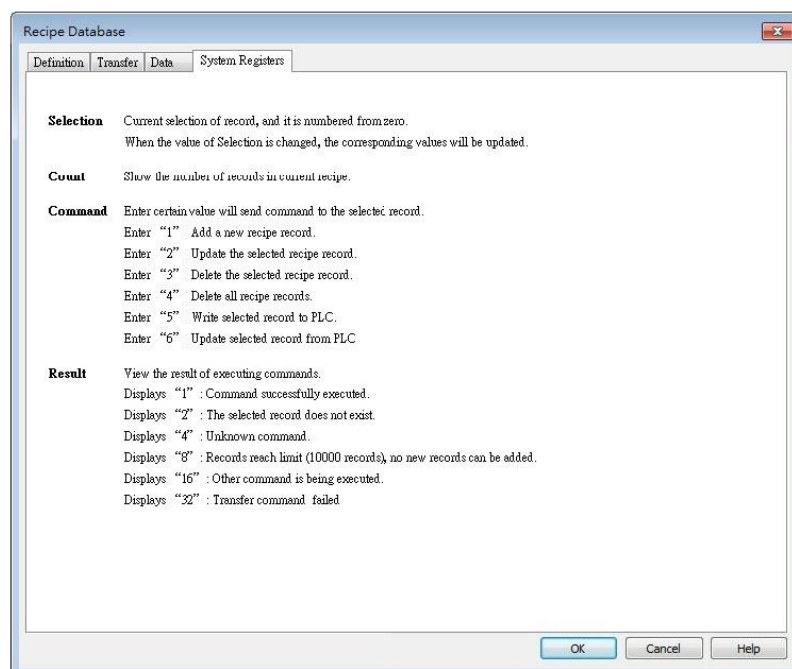 Recipe Database
Definition Transfer Data System Registers
Selection Current selection of record, and it is numbered from zero.
When the value of Selection is changed, the corresponding values will be updated.
Count Show the number of records in current recipe.
Command Enter certain value will send command to the selected record.
Enter “1” Add a new recipe record.
Enter “2” Update the selected recipe record.
Enter “3” Delete the selected recipe record.
Enter “4” Delete all recipe records.
Enter “5” Write selected record to PLC.
Enter “6” Update selected record from PLC
Result View the result of executing commands.
Displays “1” : Command successfully executed.
Displays “2” : The selected record does not exist.
Displays “4” : Unknown command.
Displays “8” : Records reach limit (10000 records), no new records can be added.
Displays “16” : Other command is being executed.
Displays “32” : Transfer command failed
OK Cancel Help